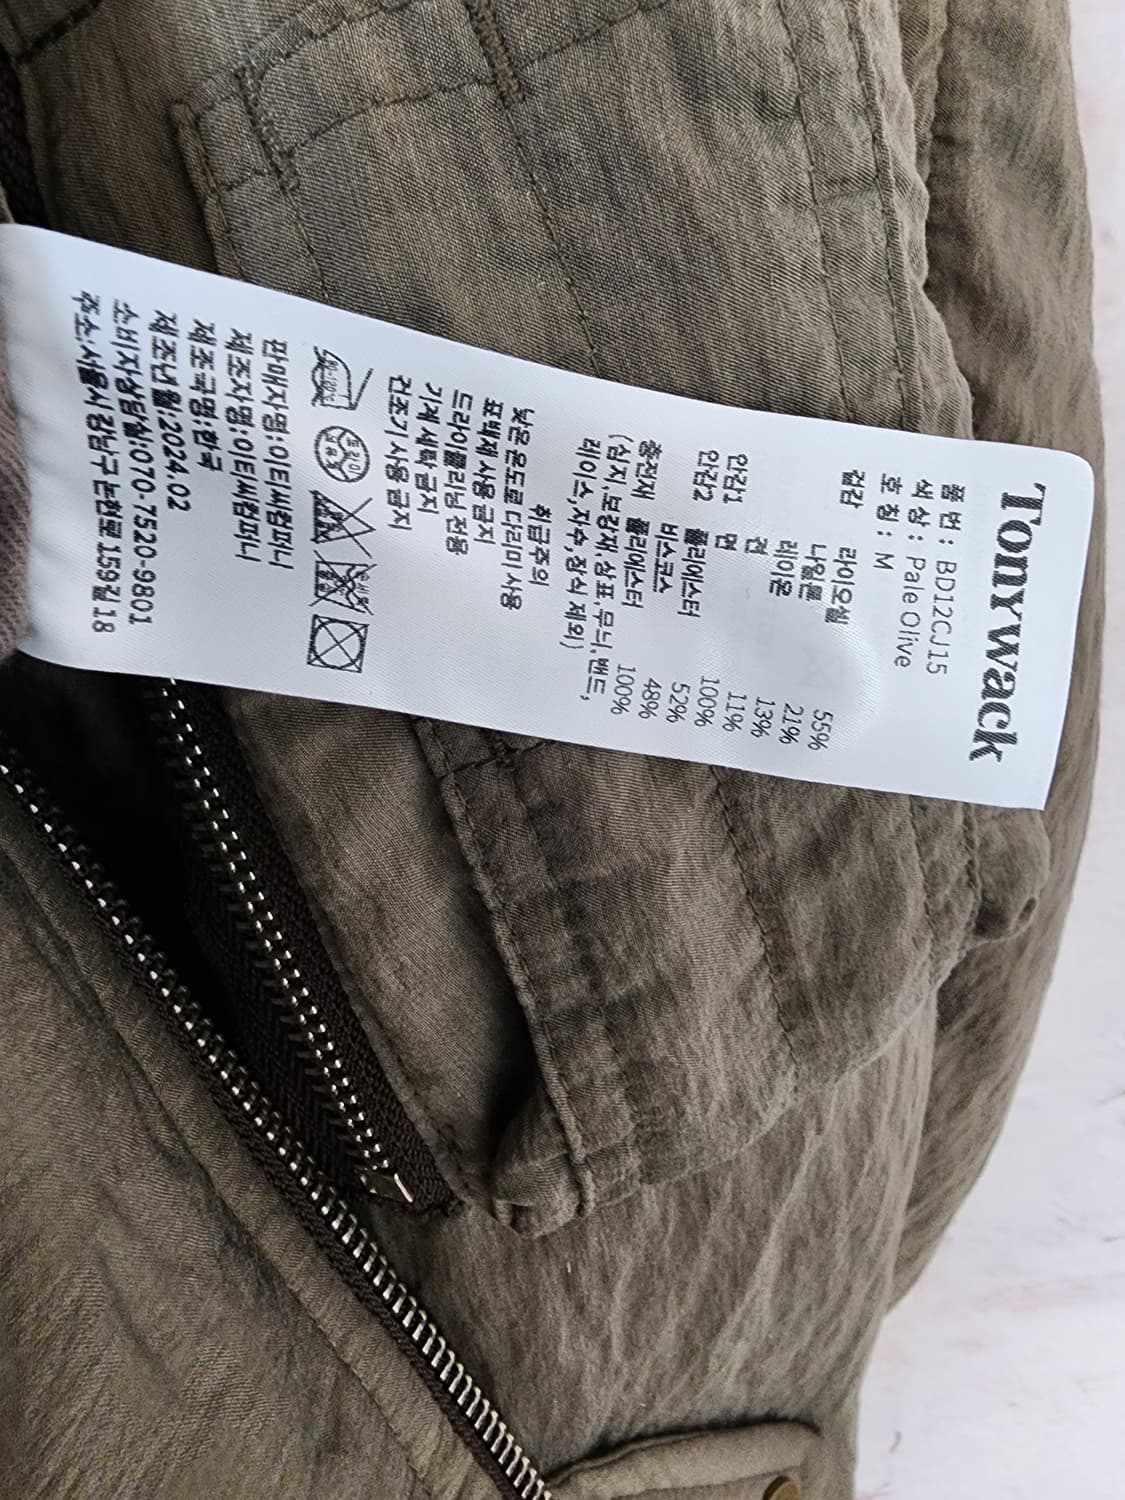 Tonywack
품 번 : BD12CJ15
색 상 : Pale Olive
호 칭 : M
겉감 라이오셀 55%
나일론 21%
레이온 13%
면 11%
안감1 면 100%
안감2 폴리에스터 52%
비스코스 48%
충전재 폴리에스터 100%
(심지,보강재,상표,무늬,밴드,
레이스,자수,장식 제외)
취급주의
낮은온도로 다리미 사용
표백제 사용금지
드라이클리닝 전용
기계 세탁 금지
건조기 사용 금지
드라이
판매자명:이티씨컴퍼니
제조자명:이티씨컴퍼니
제조국명:한국
제조년월:2024.02
소비자상담실:070-7520-9801
주소:서울시 강남구 논현로159길 18